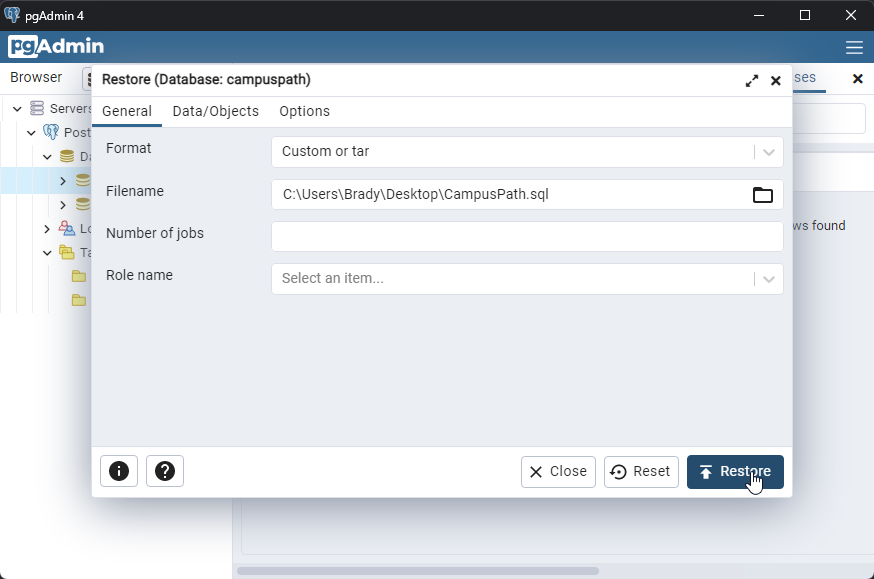 pgAdmin 4
pgAdmin
Browser
ses
Restore (Database: campuspath)
General Data/Objects Options
Servers
Post
Da
Lo
Ta
Format Custom or tar
Filename C:\Users\Brady\Desktop\CampusPath.sql
Number of jobs
Role name Select an item...
ws found
Close Reset Restore